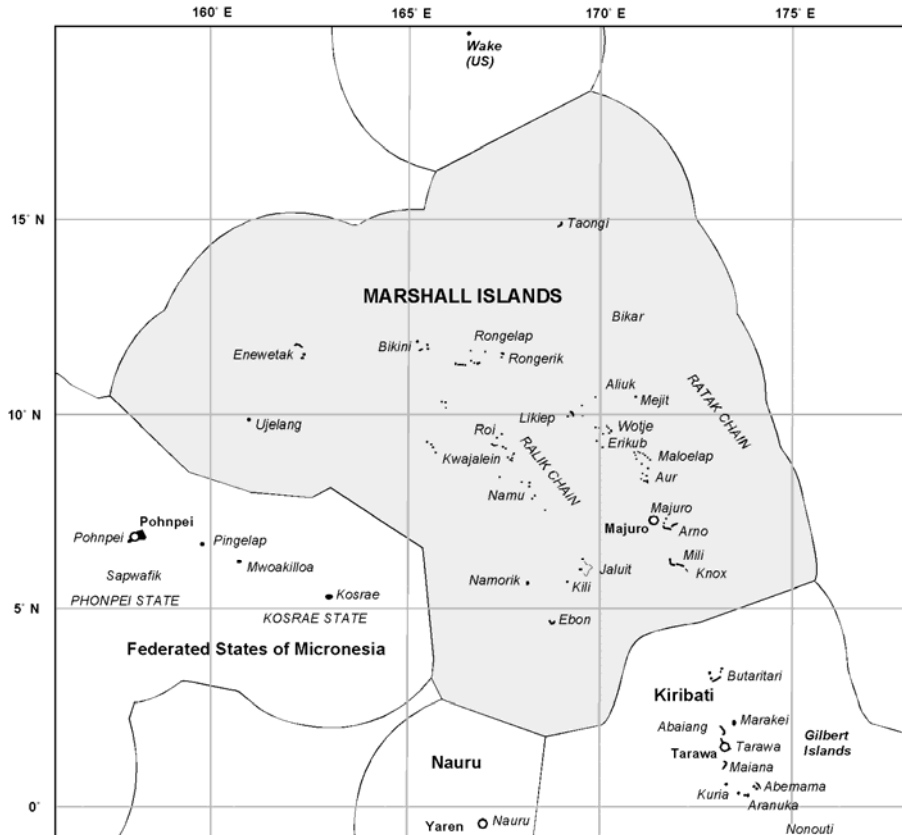 160° E
165° E
170° E
175° E
Wake
(US)
15° N
Taongi
MARSHALL ISLANDS
Bikar
Rongelap
Bikini
Enewetak
Rongerik
Aliuk
Mejit
RATAK CHAIN
10° N
Ujelang
Likiep
Roi
Wotje
Erikub
RALIK CHAIN
Kwajalein
Maloelap
Aur
Namu
Majuro
Pohnpei
Majuro
Arno
Pohnpei
Pingelap
Mili
Mwoakilloa
Jaluit
Knox
Sapwafik
Namorik
Kili
PHONPEI STATE
Kosrae
5° N
KOSRAE STATE
Ebon
Federated States of Micronesia
Butaritari
Kiribati
Marakei
Abaiang
Gilbert
Islands
Tarawa
Tarawa
Nauru
Maiana
Abemama
Kuria
Aranuka
0°
Yaren
Nauru
Nonouti